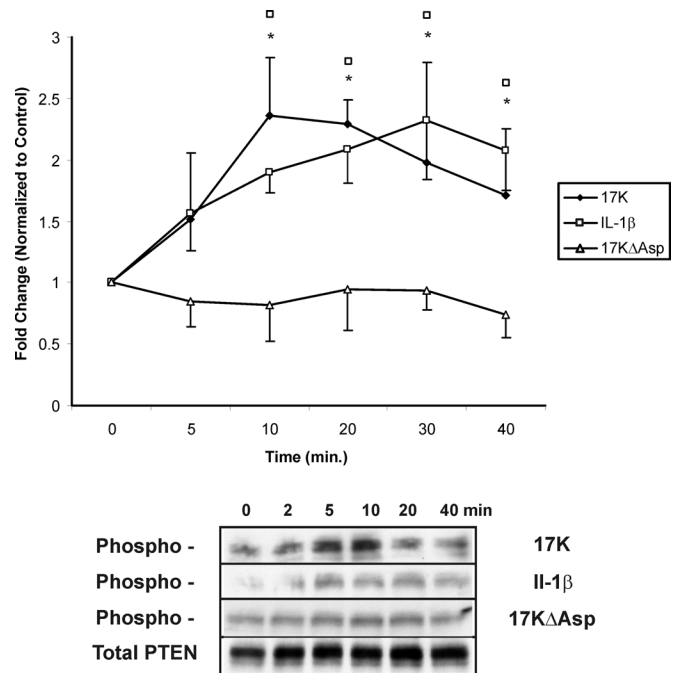 □ □
* *
□ □
* *
3
2.5
2
1.5
1
0.5
0
Fold Change (Normalized to Control)
0 5 10 20 30 40
Time (min.)
17K
IL-1β
17KΔAsp
0 2 5 10 20 40 min
Phospho - 17K
Phospho - Il-1β
Phospho - 17KΔAsp
Total PTEN